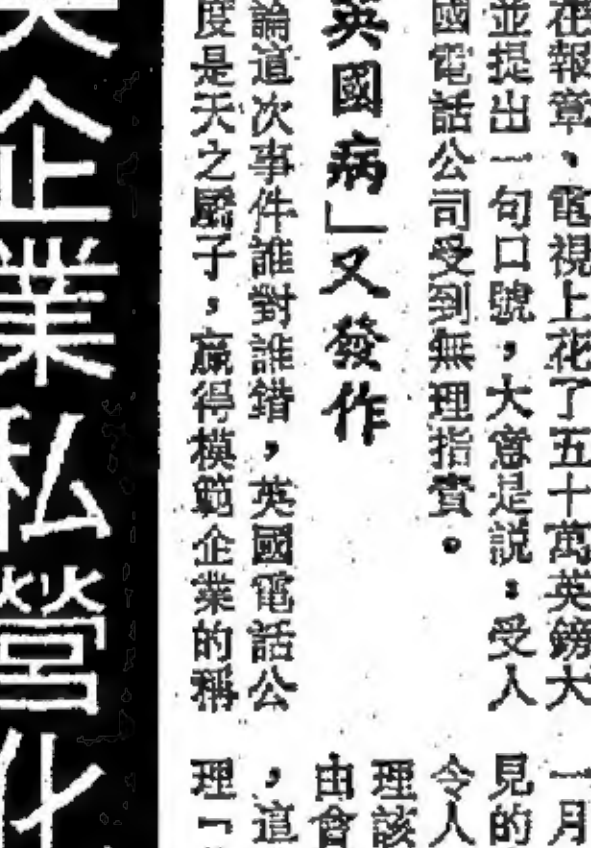 在報章、電視上花了五十萬英鎊大
並提出一句口號，大意是説：受人
國電話公司受到無理指責。
英國病」又發作
論這次事件誰對誰錯，英國電話公
度是天之驕子，贏得模範企業的稱
一月
見的
令人
理該
由會
，這
理「
企業私營化